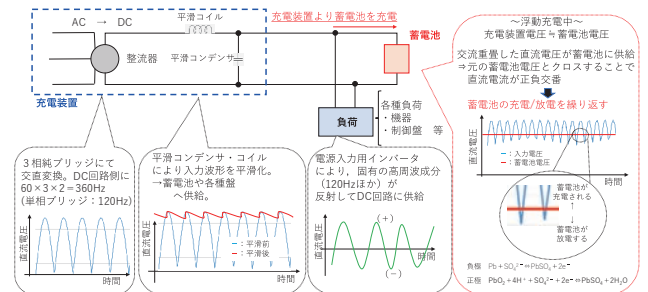 AC → DC
平滑コイル
整流器
平滑コンデンサ
充電装置
充電装置より蓄電池を充電
蓄電池
負荷
各種負荷
・機器
・制御盤 等
3相純ブリッジにて
交直変換。DC回路側に
60×3×2=360Hz
(単相ブリッジ:120Hz)
直流電圧
時間
平滑コンデンサ・コイル
により入力波形を平滑化。
→蓄電池や各種盤
へ供給。
直流電圧
－:平滑前
－:平滑後
時間
電源入力用インバータ
により，固有の高周波成分
(120Hzほか)が
反射してDC回路に供給
直流電圧
(＋)
(－)
時間
～浮動充電中～
充電装置電圧≒蓄電池電圧
交流重畳した直流電圧が蓄電池に供給
⇒元の蓄電池電圧とクロスすることで
直流電流が正負交番
蓄電池の充電/放電を繰り返す
直流電圧
－:入力電圧
－:蓄電池電圧
時間
蓄電池が
充電される
↑
↓
蓄電池が
放電する
負極 Pb+SO₄²⁻⇔PbSO₄+2e⁻
正極 PbO₂+4H⁺+SO₄²⁻+2e⁻⇔PbSO₄+2H₂O